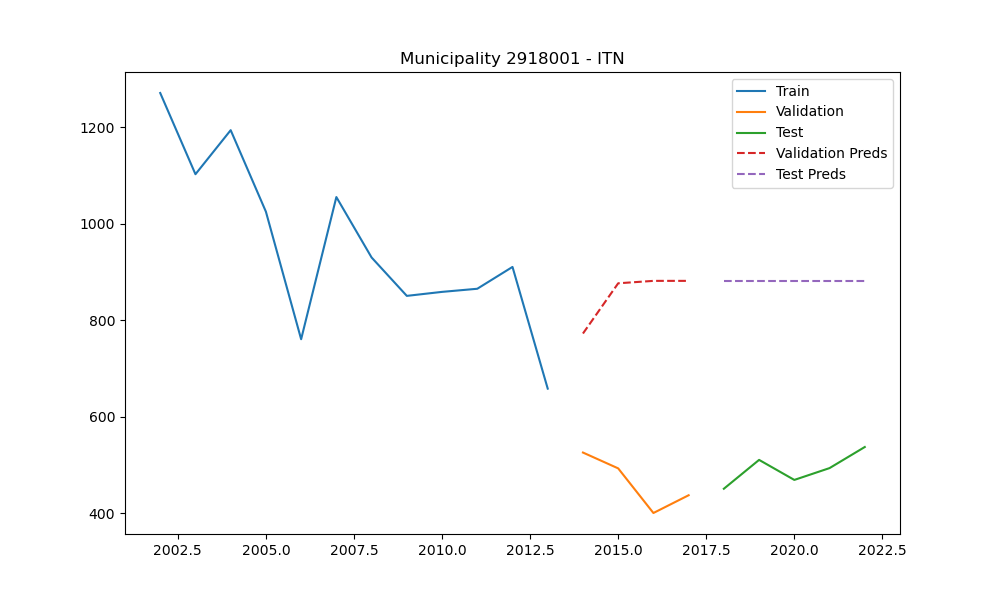 Municipality 2918001 - ITN
Train
Validation
Test
Validation Preds
Test Preds
1200
1000
800
600
400
2002.5 2005.0 2007.5 2010.0 2012.5 2015.0 2017.5 2020.0 2022.5